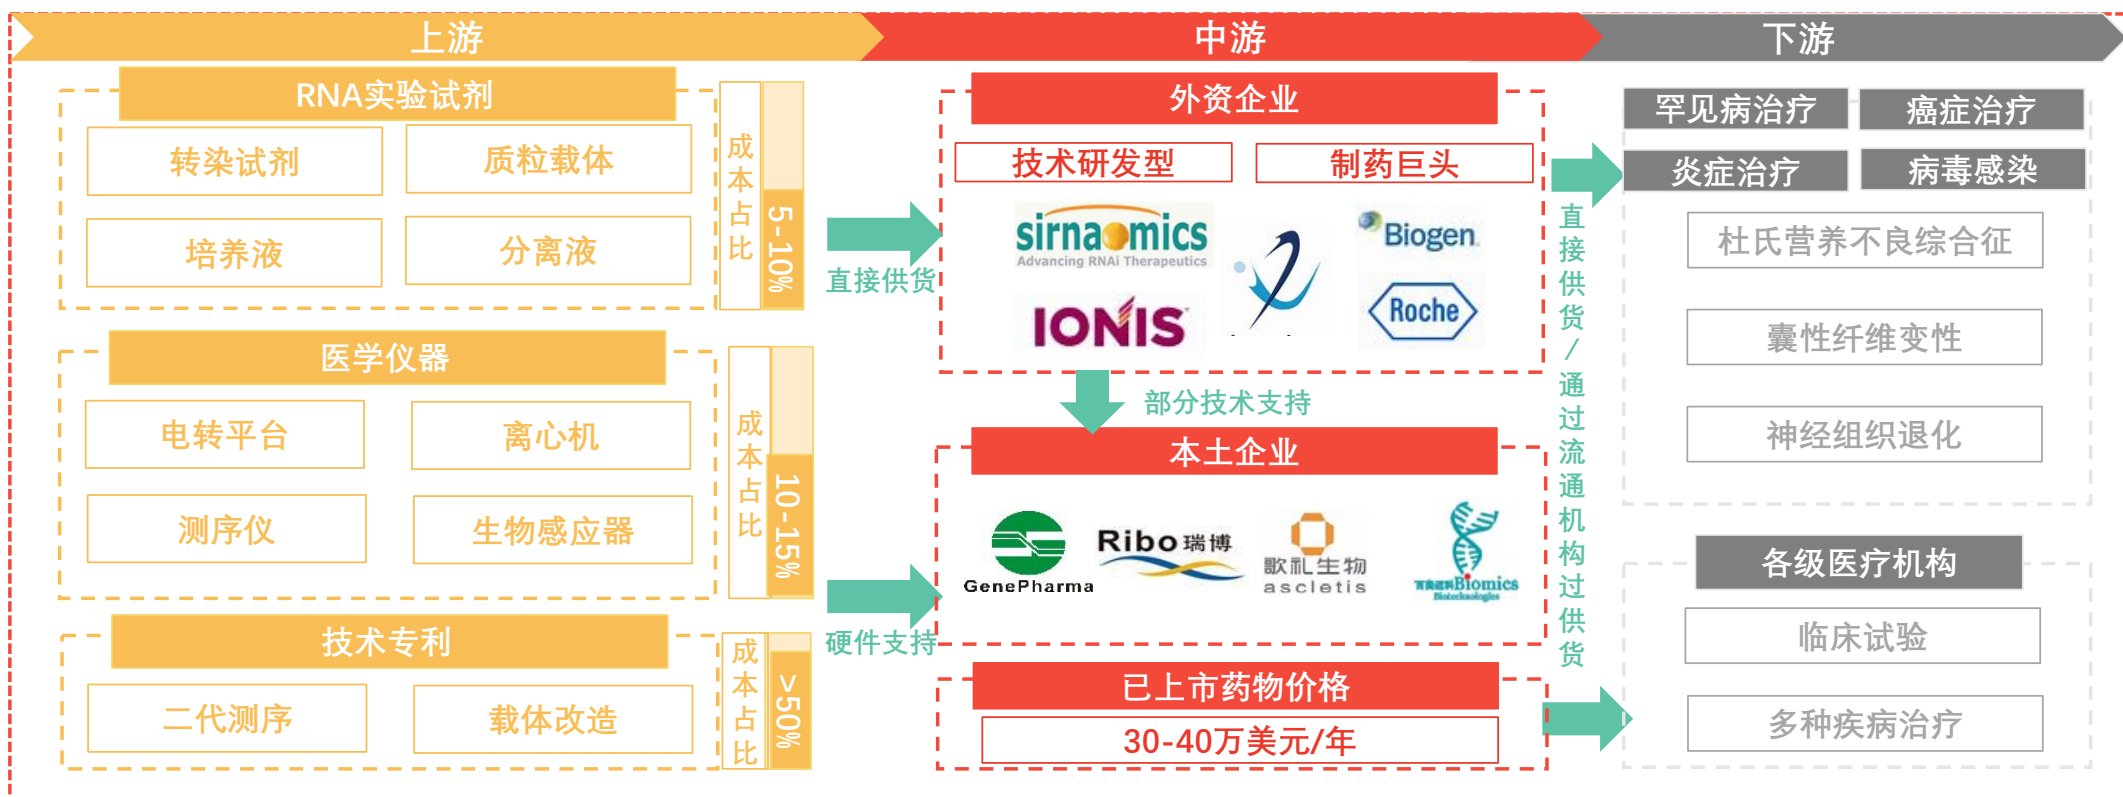 上游
中游
下游
RNA实验试剂
转染试剂
质粒载体
培养液
分离液
成本占比
5-10%
医学仪器
电转平台
离心机
测序仪
生物感应器
成本占比
10-15%
技术专利
二代测序
载体改造
成本占比
>50%
直接供货
硬件支持
外资企业
技术研发型
制药巨头
sirnaomics
Advancing RNAi Therapeutics
IONIS
Biogen
Roche
部分技术支持
本土企业
GenePharma
Ribo 瑞博
歌礼生物
ascletis
Biomics
Biotechnologies
已上市药物价格
30-40万美元/年
直接供货/通过流通机构过供货
罕见病治疗
癌症治疗
炎症治疗
病毒感染
杜氏营养不良综合征
囊性纤维变性
神经组织退化
各级医疗机构
临床试验
多种疾病治疗